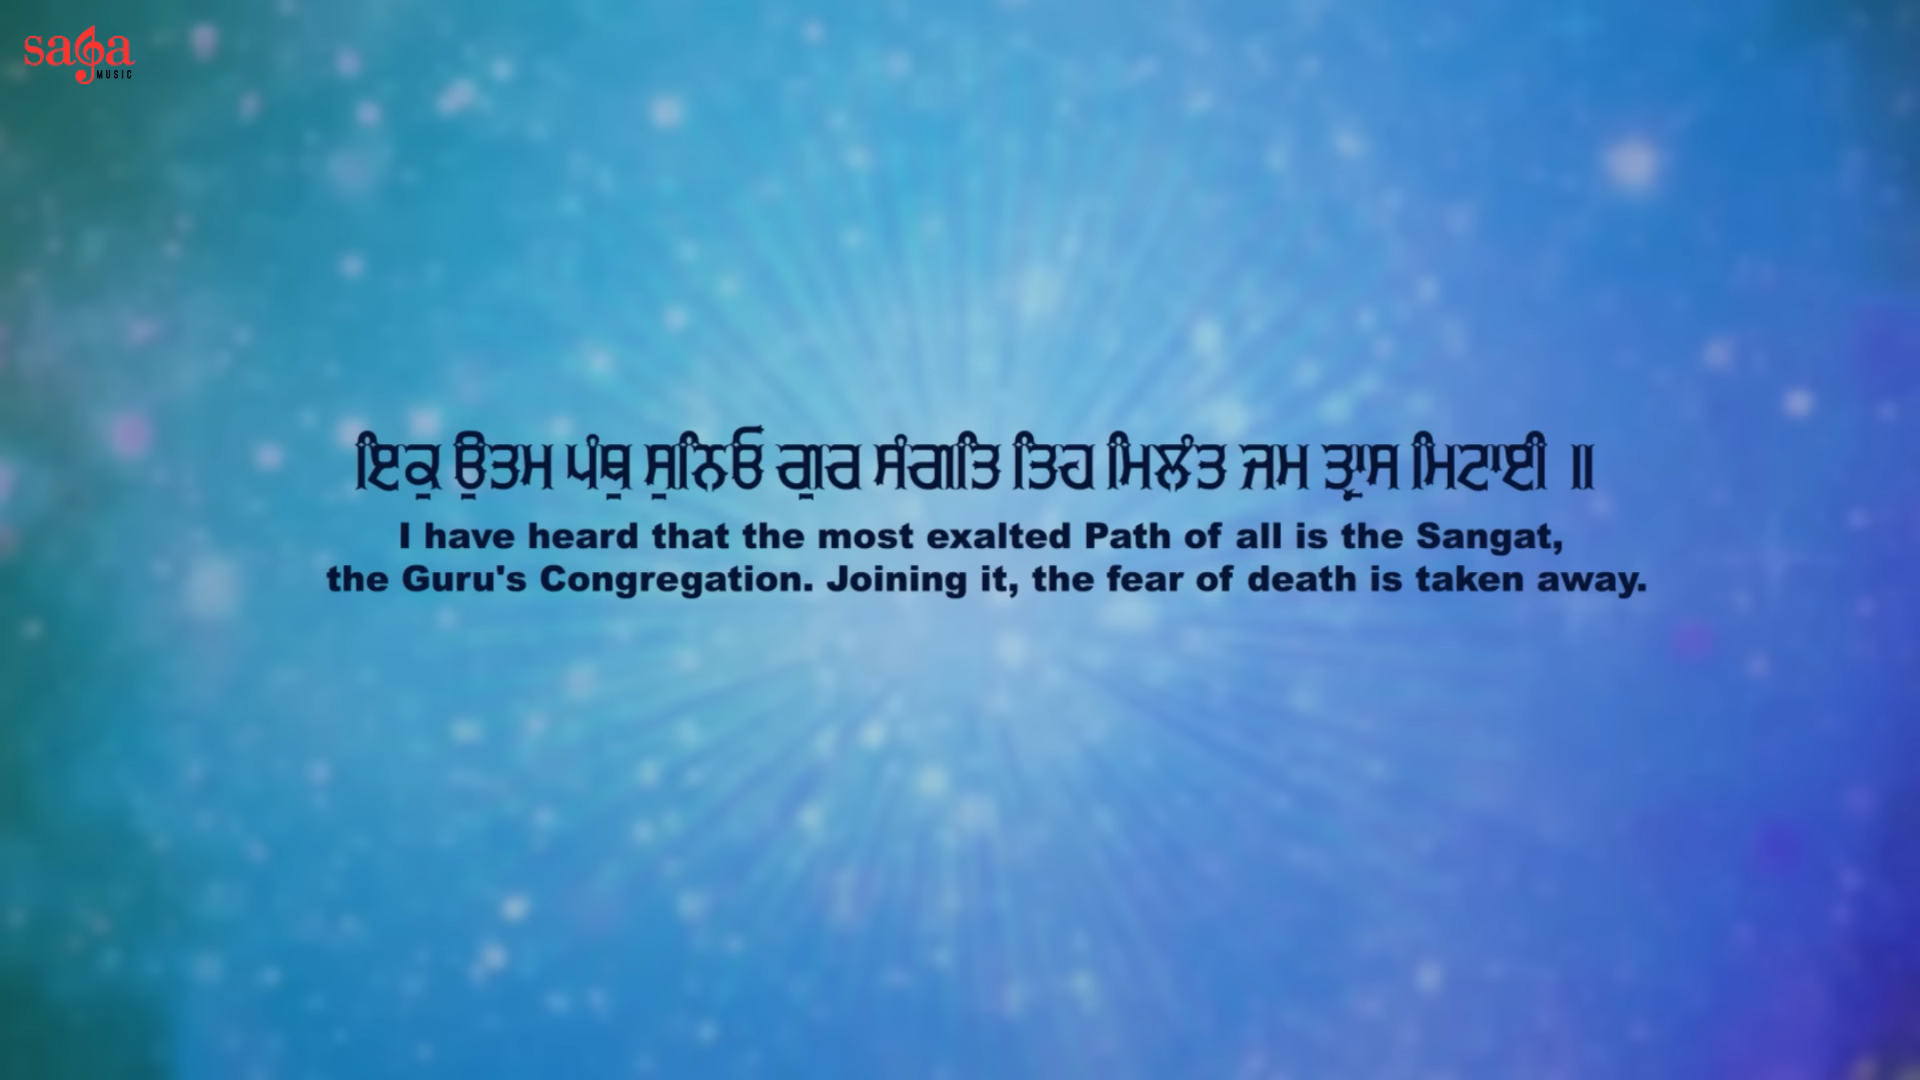 saga
MUSIC
ਇਕੁ ਉਤਮ ਪੰਥੁ ਸੁਨਿਓ ਗੁਰ ਸੰਗਤਿ ਤਿਹ ਮਿਲੰਤ ਜਮ ਤ੍ਰਾਸ ਮਿਟਾਈ ॥
I have heard that the most exalted Path of all is the Sangat,
the Guru's Congregation. Joining it, the fear of death is taken away.